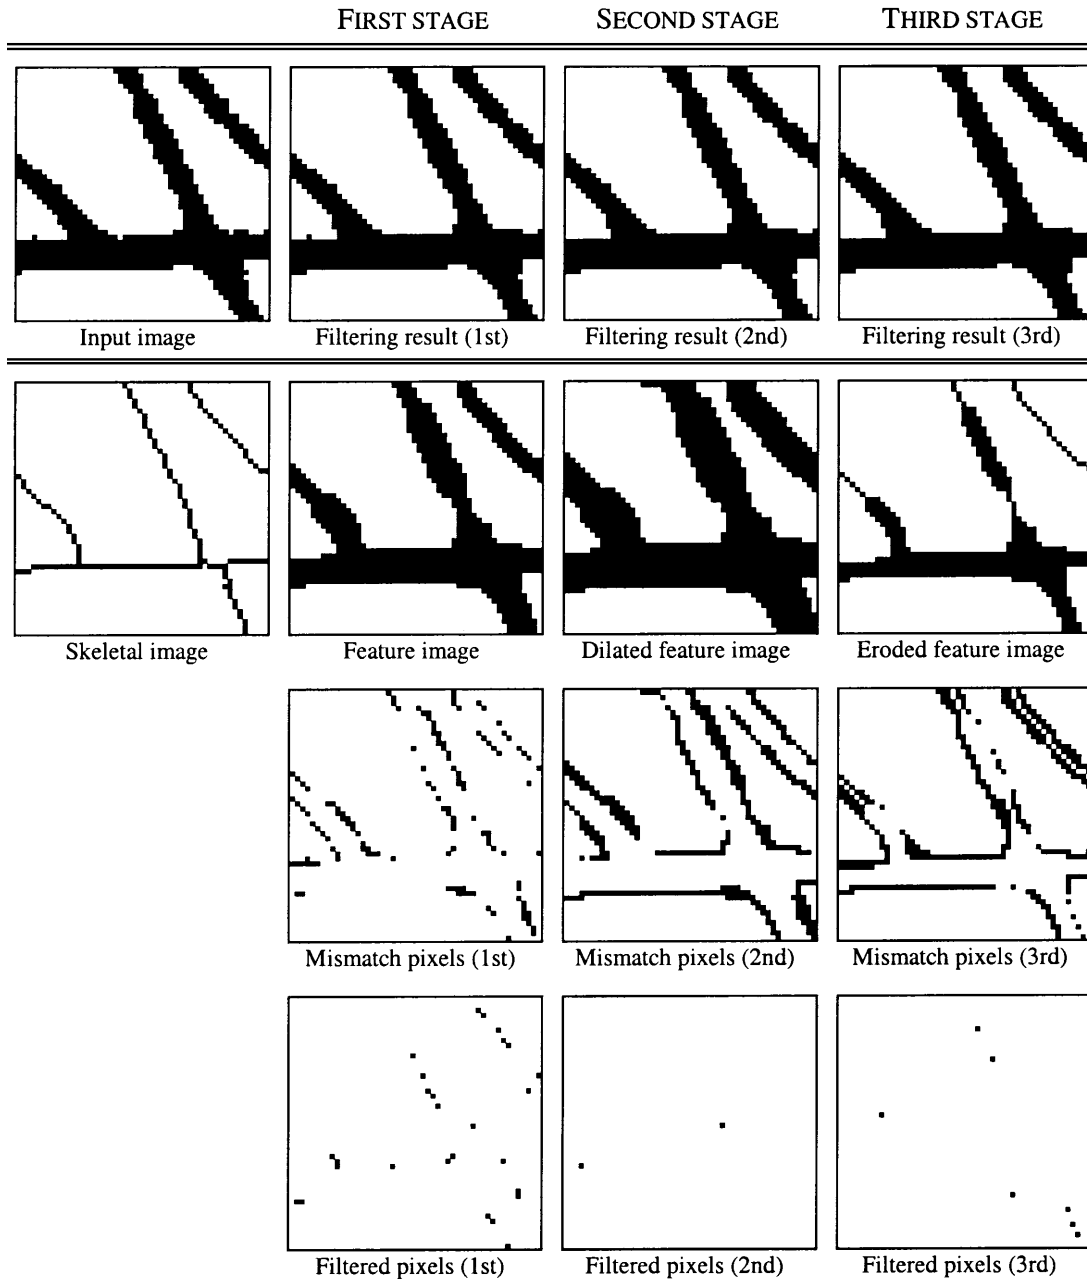 FIRST STAGE SECOND STAGE THIRD STAGE
Input image Filtering result (1st) Filtering result (2nd) Filtering result (3rd)
Skeletal image Feature image Dilated feature image Eroded feature image
Mismatch pixels (1st) Mismatch pixels (2nd) Mismatch pixels (3rd)
Filtered pixels (1st) Filtered pixels (2nd) Filtered pixels (3rd)